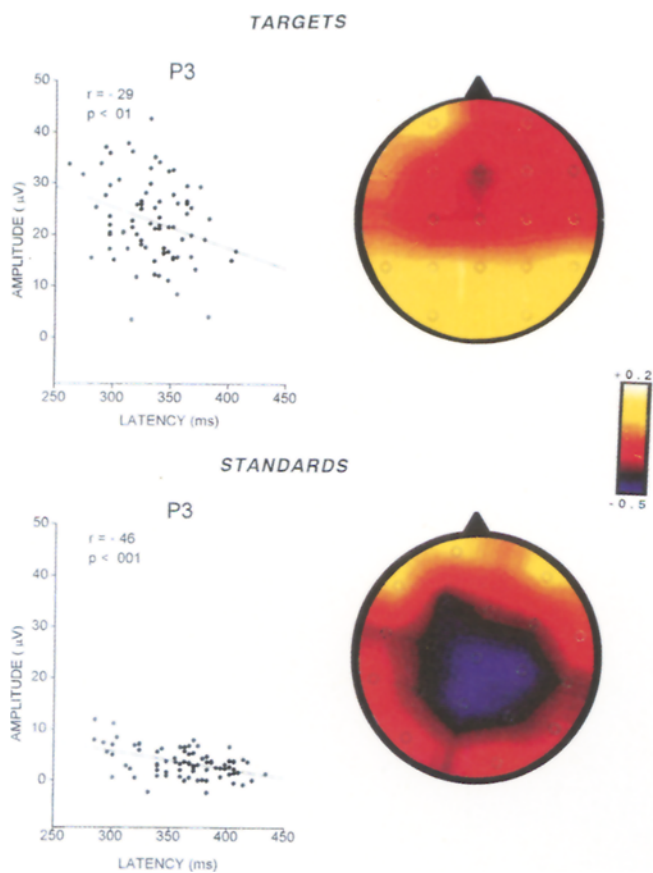 TARGETS
P3
r = - 29
p < 01
AMPLITUDE ( µV)
50
40
30
20
10
0
250 300 350 400 450
LATENCY (ms)
+0.2
-0.5
STANDARDS
P3
r = - 46
p < 001
AMPLITUDE ( µV)
50
40
30
20
10
0
250 300 350 400 450
LATENCY (ms)